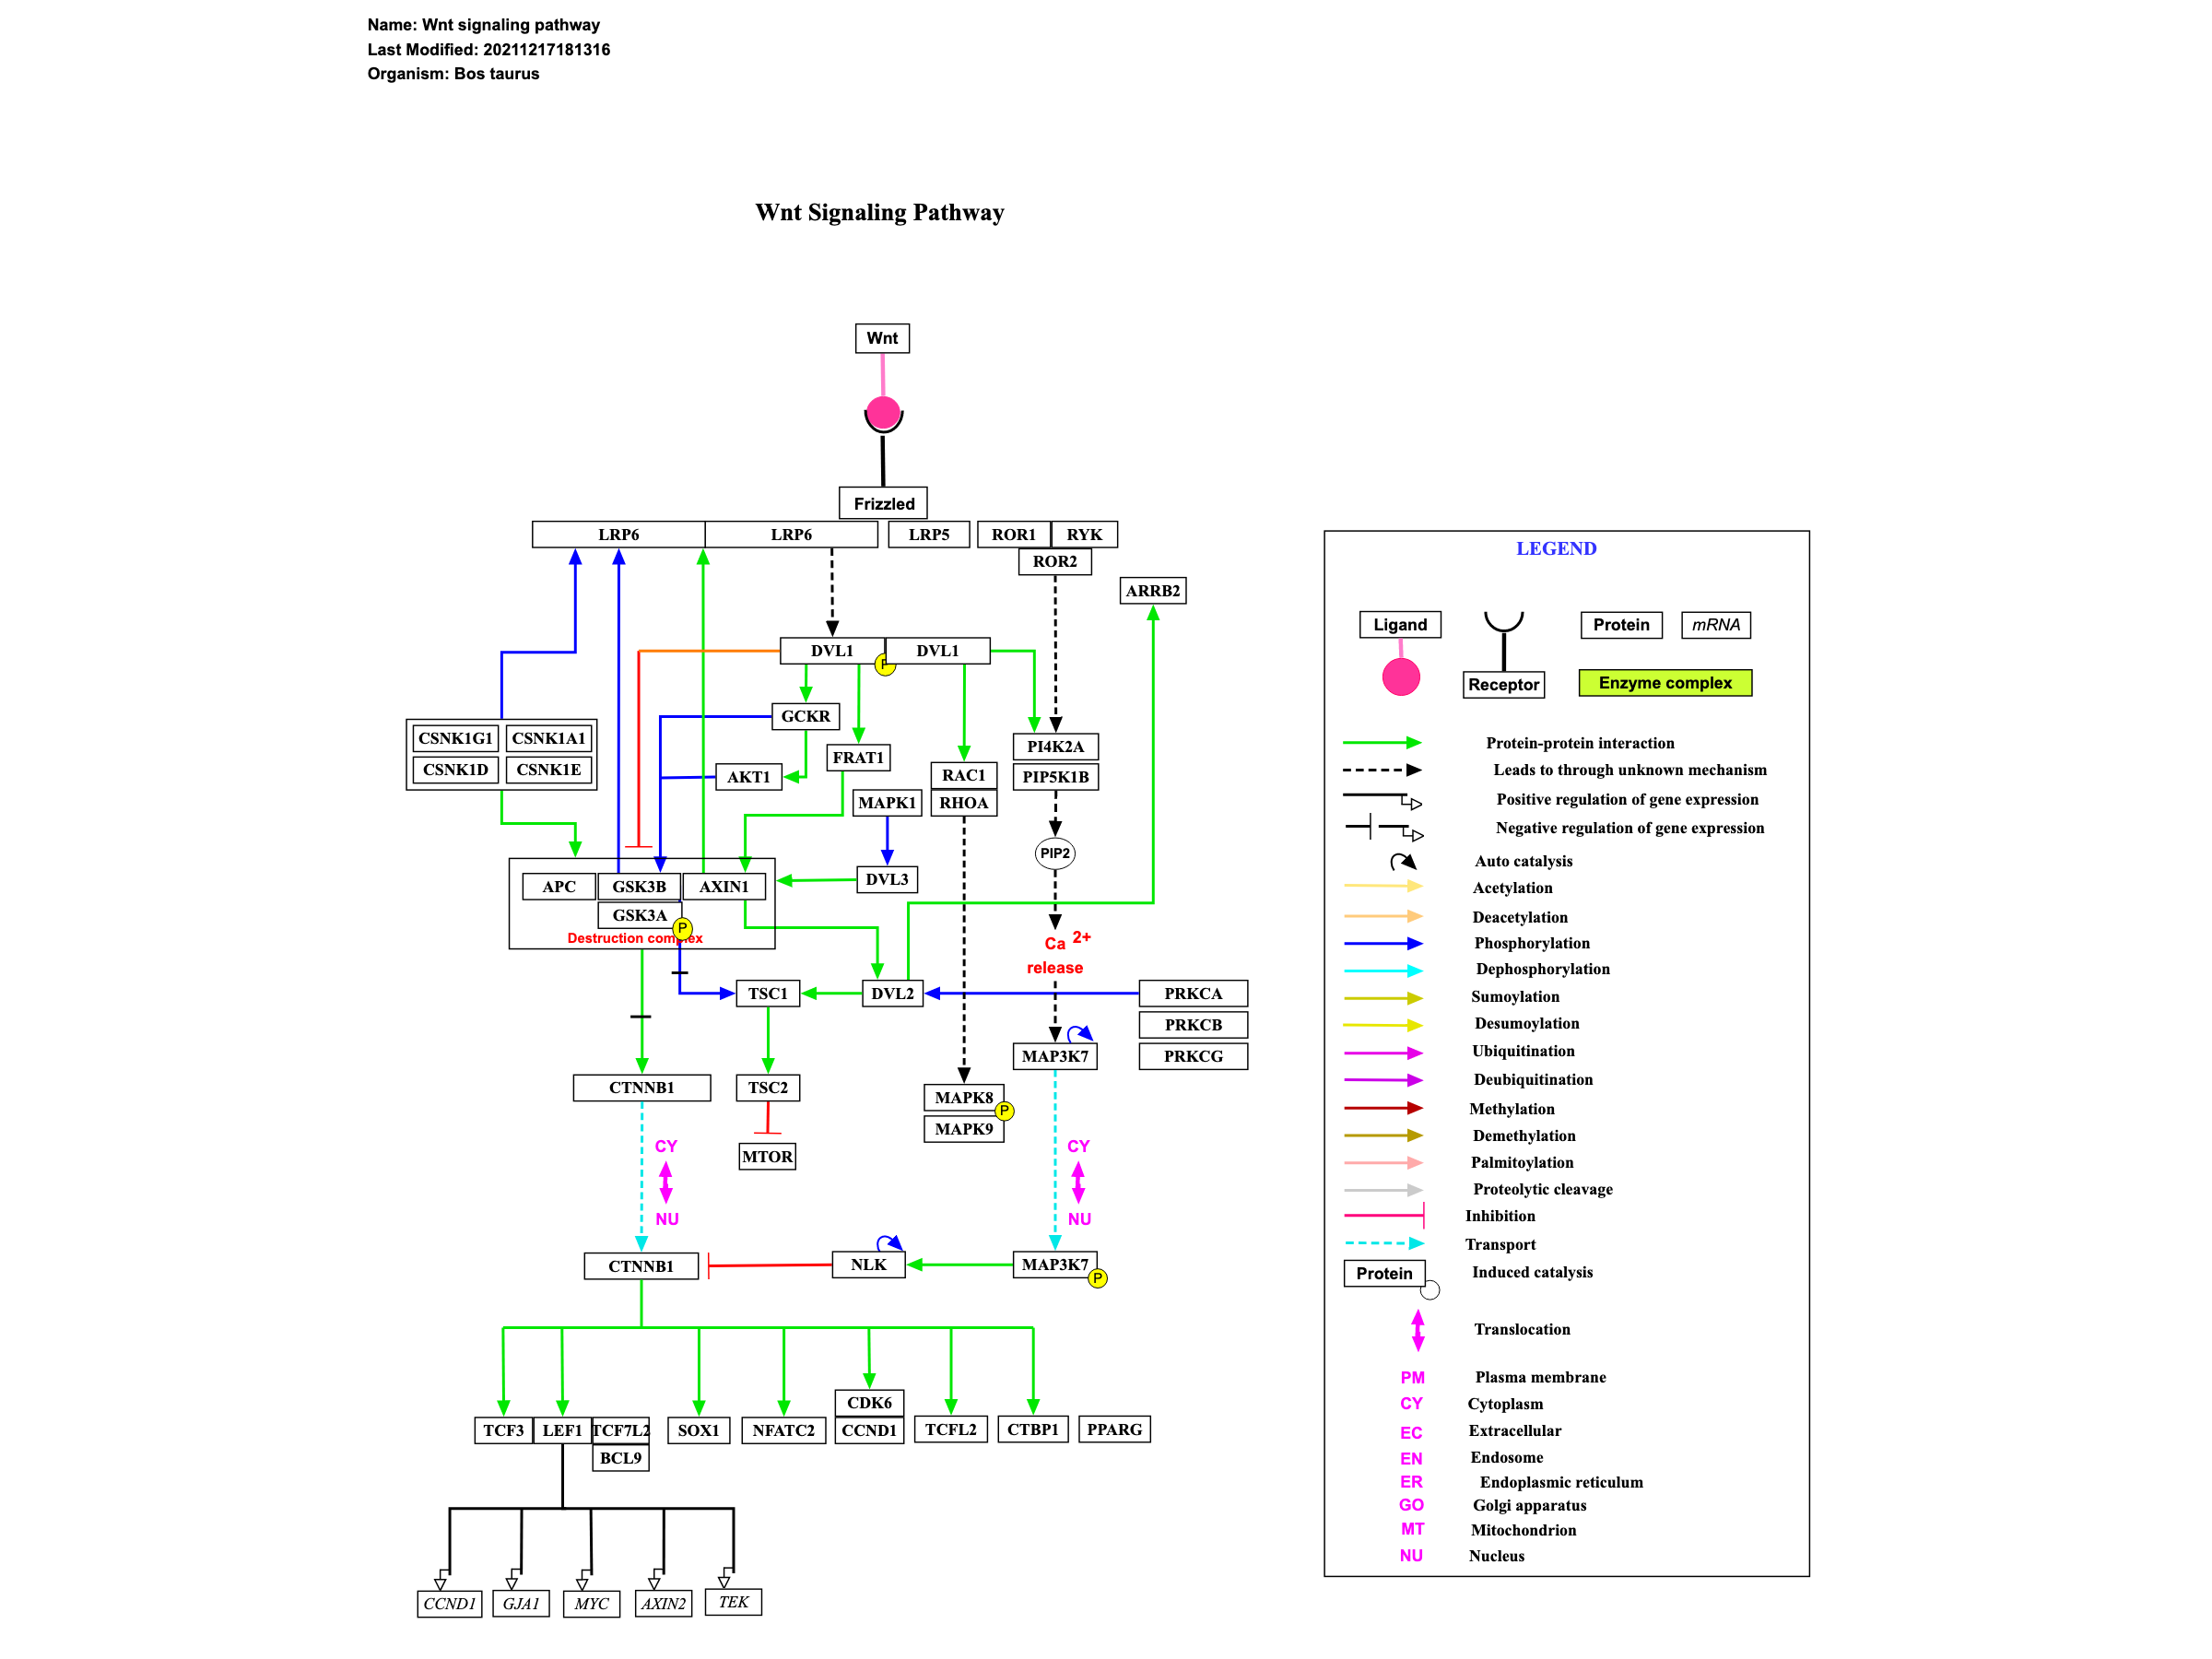 Name: Wnt signaling pathway
Last Modified: 20211217181316
Organism: Bos taurus
Wnt Signaling Pathway
Wnt
Frizzled
LRP6
LRP6
LRP5
ROR1
RYK
ROR2
ARRB2
DVL1
P
DVL1
GCKR
CSNK1G1
CSNK1A1
CSNK1D
CSNK1E
FRAT1
AKT1
PI4K2A
PIP5K1B
RAC1
RHOA
MAPK1
PIP2
DVL3
APC
GSK3B
AXIN1
GSK3A
P
Destruction complex
Ca 2+
release
TSC1
DVL2
PRKCA
PRKCB
PRKCG
MAP3K7
CTNNB1
TSC2
MAPK8
P
MAPK9
MTOR
CY
NU
CY
NU
CTNNB1
NLK
MAP3K7
P
CDK6
TCF3
LEF1
TCF7L2
SOX1
NFATC2
CCND1
TCFL2
CTBP1
PPARG
BCL9
CCND1
GJA1
MYC
AXIN2
TEK
LEGEND
Ligand
Protein
mRNA
Receptor
Enzyme complex
Protein-protein interaction
Leads to through unknown mechanism
Positive regulation of gene expression
Negative regulation of gene expression
Auto catalysis
Acetylation
Deacetylation
Phosphorylation
Dephosphorylation
Sumoylation
Desumoylation
Ubiquitination
Deubiquitination
Methylation
Demethylation
Palmitoylation
Proteolytic cleavage
Inhibition
Transport
Protein
Induced catalysis
Translocation
PM Plasma membrane
CY Cytoplasm
EC Extracellular
EN Endosome
ER Endoplasmic reticulum
GO Golgi apparatus
MT Mitochondrion
NU Nucleus